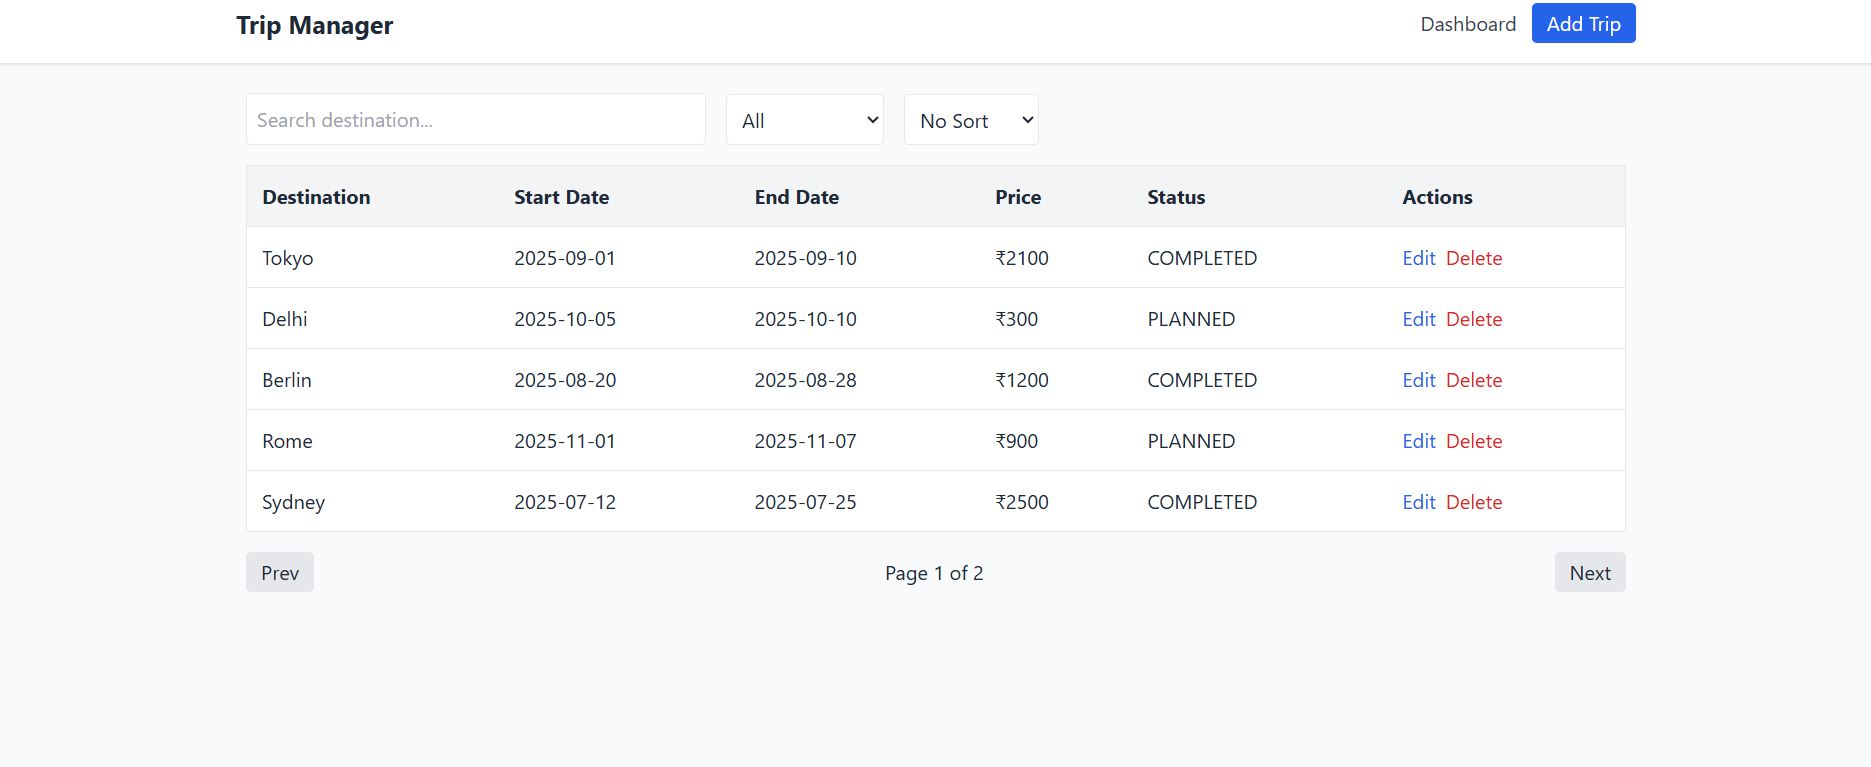 Trip Manager Dashboard Add Trip
Search destination... All No Sort
Destination Start Date End Date Price Status Actions
Tokyo 2025-09-01 2025-09-10 ₹2100 COMPLETED Edit Delete
Delhi 2025-10-05 2025-10-10 ₹300 PLANNED Edit Delete
Berlin 2025-08-20 2025-08-28 ₹1200 COMPLETED Edit Delete
Rome 2025-11-01 2025-11-07 ₹900 PLANNED Edit Delete
Sydney 2025-07-12 2025-07-25 ₹2500 COMPLETED Edit Delete
Prev Page 1 of 2 Next